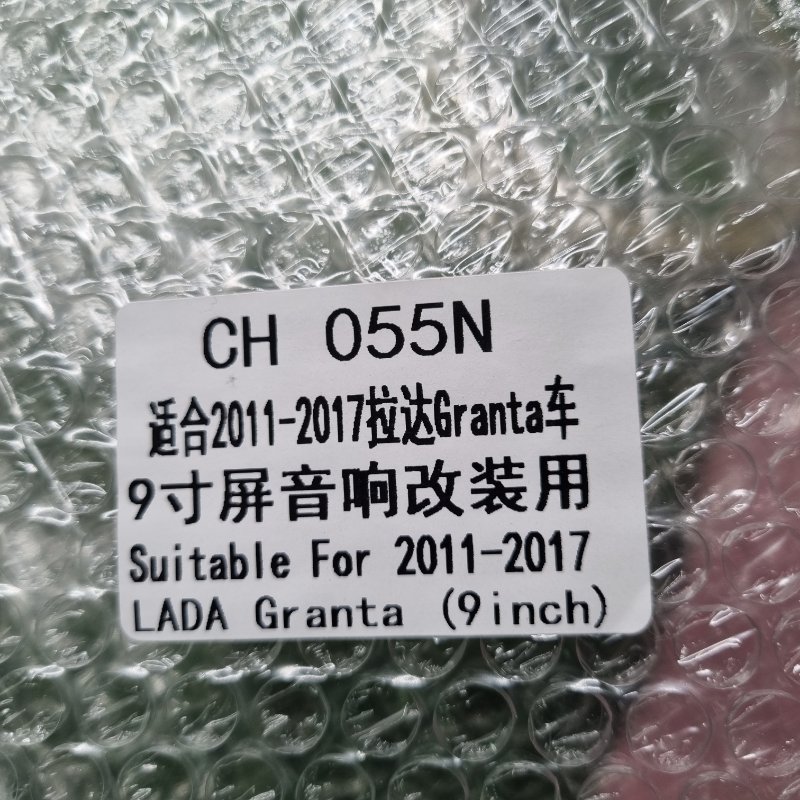 CH 055N
适合2011-2017拉达Granta车
9寸屏音响改装用
Suitable For 2011-2017
LADA Granta (9inch)